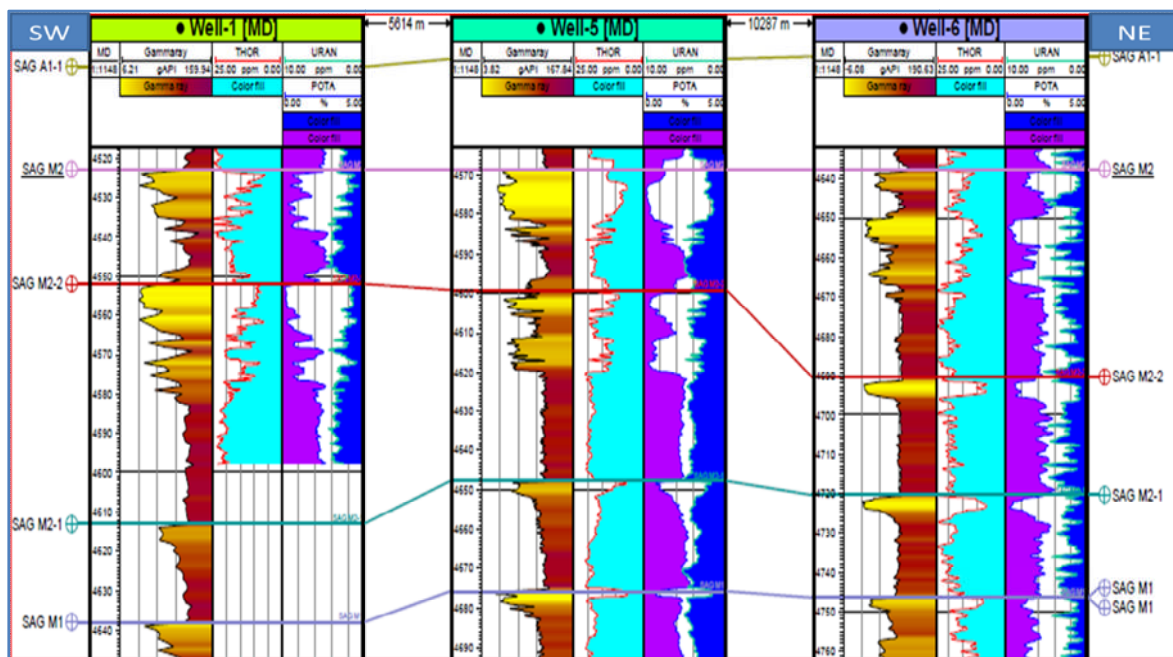 SW
● Well-1 [MD]
5614 m
● Well-5 [MD]
10287 m
● Well-6 [MD]
NE
MD Gammaray THOR URAN
1:1148 6.21 gAPI 159.34 25.00 ppm 0.00 10.00 ppm 0.00
Gamma ray Color fill POTA
0.00 % 5.00
Color fill
Color fill
MD Gammaray THOR URAN
1:1148 3.82 gAPI 167.84 25.00 ppm 0.00 10.00 ppm 0.00
Gamma ray Color fill POTA
0.00 % 5.00
Color fill
Color fill
MD Gammaray THOR URAN
1:1148 -6.08 gAPI 190.63 25.00 ppm 0.00 10.00 ppm 0.00
Gamma ray Color fill POTA
0.00 % 5.00
Color fill
Color fill
SAG A1-1
SAG M2
SAG M2-2
SAG M2-1
SAG M1
4520
4530
4540
4550
4560
4570
4580
4590
4600
4610
4620
4630
4640
4570
4580
4590
4600
4610
4620
4630
4640
4650
4660
4670
4680
4690
4640
4650
4660
4670
4680
4690
4700
4710
4720
4730
4740
4750
4760
SAG A1-1
SAG M2
SAG M2-2
SAG M2-1
SAG M1
SAG M1